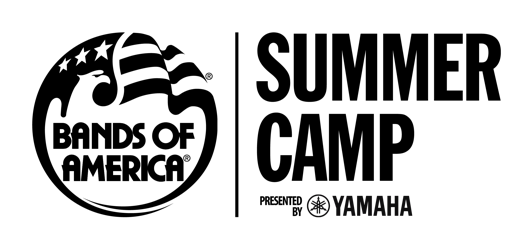 BANDS OF
AMERICA®
®
SUMMER
CAMP
PRESENTED
BY YAMAHA